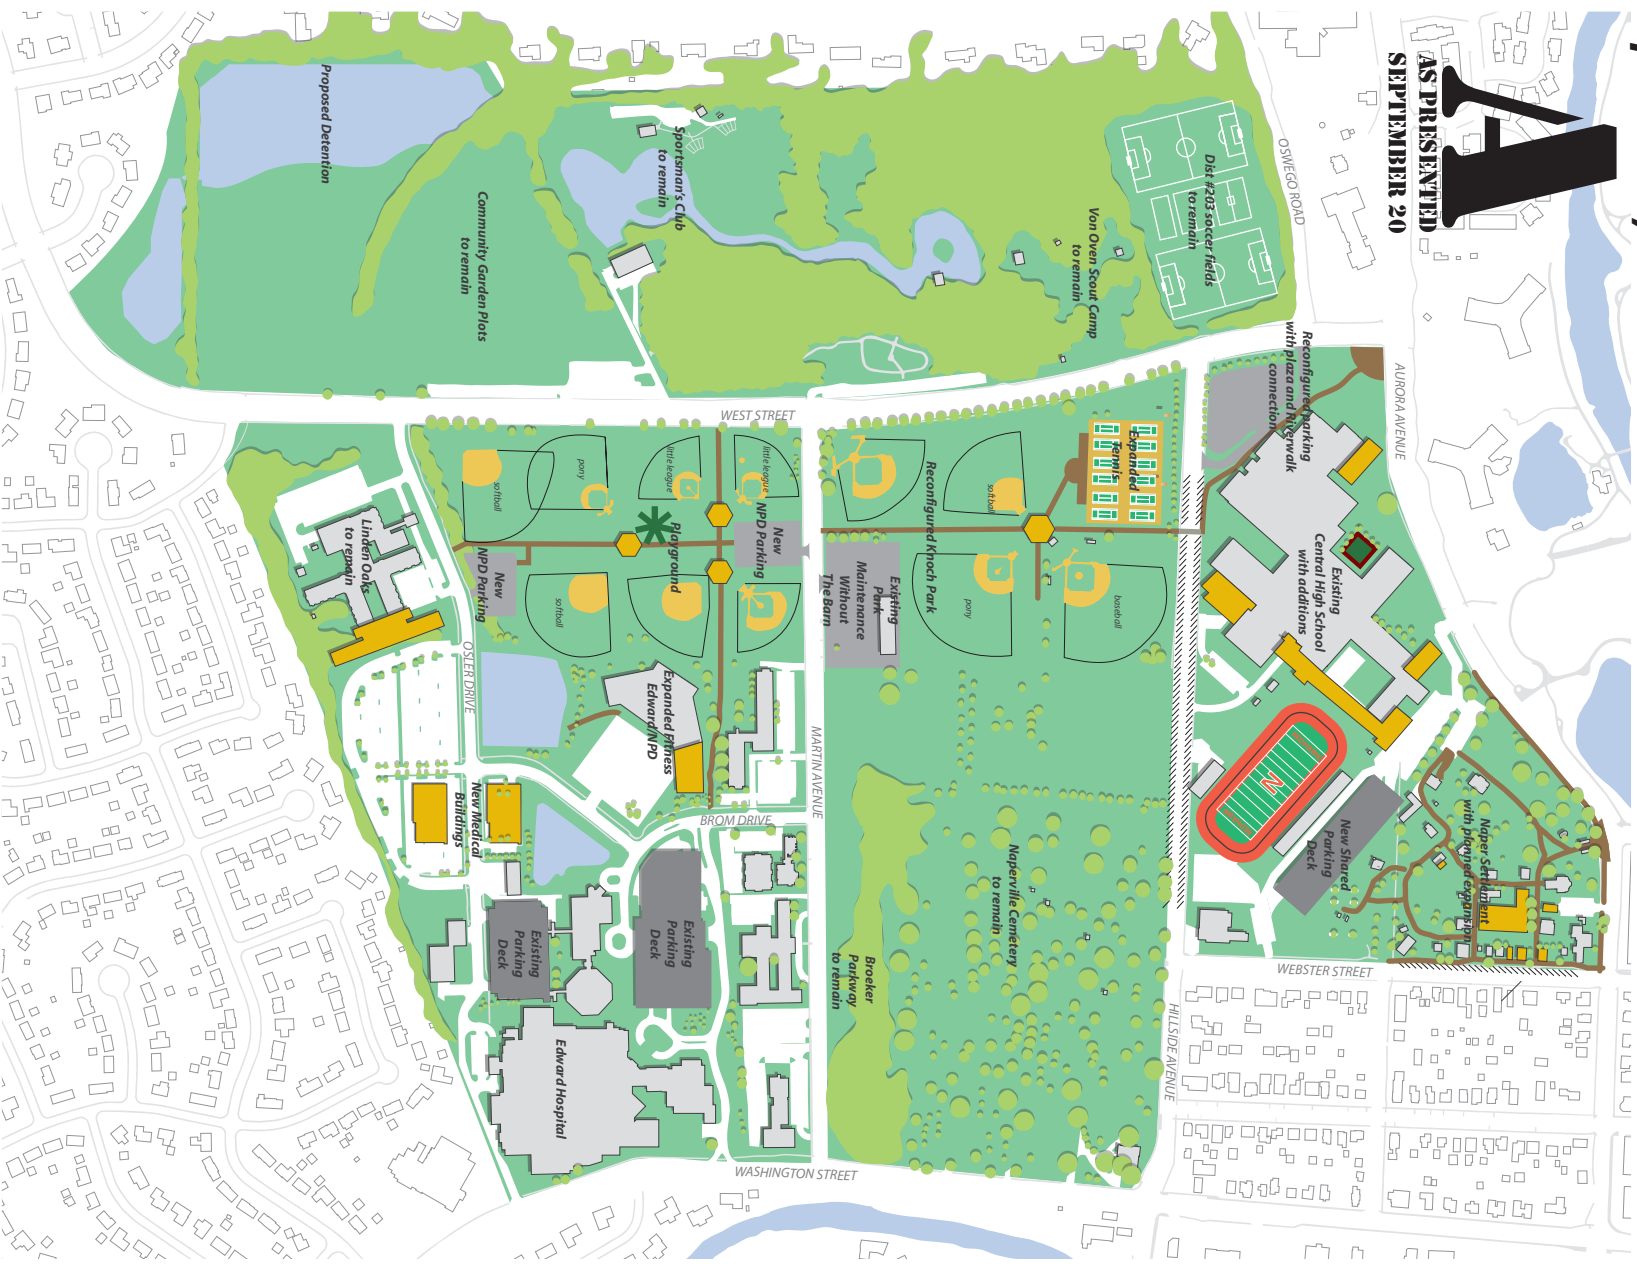 A
AS PRESENTED
SEPTEMBER 20
OSWEGO ROAD
AURORA AVENUE
Dist #203 soccer fields
to remain
Von Oven Scout Camp
to remain
Sportsman's Club
to remain
Community Garden Plots
to remain
Proposed Detention
Reconfigured parking
with plaza and Riverwalk
connection
WEST STREET
Expanded
Tennis
Existing
Central High School
with additions
Reconfigured Knoch Park
softball
baseball
pony
Existing
Park
Maintenance
Without
The Barn
New
NPD Parking
little league
little league
pony
softball
softball
Playground
New
NPD Parking
Linden Oaks
to remain
OSLER DRIVE
Expanded Fitness
Edward/NPD
MARTIN AVENUE
BROM DRIVE
New Medical
Buildings
N
New Shared
Parking
Deck
Naper Settlement
with planned expansion
Naperville Cemetery
to remain
Broeker
Parkway
to remain
Existing
Parking
Deck
Existing
Parking
Deck
Edward Hospital
WEBSTER STREET
HILLSIDE AVENUE
WASHINGTON STREET